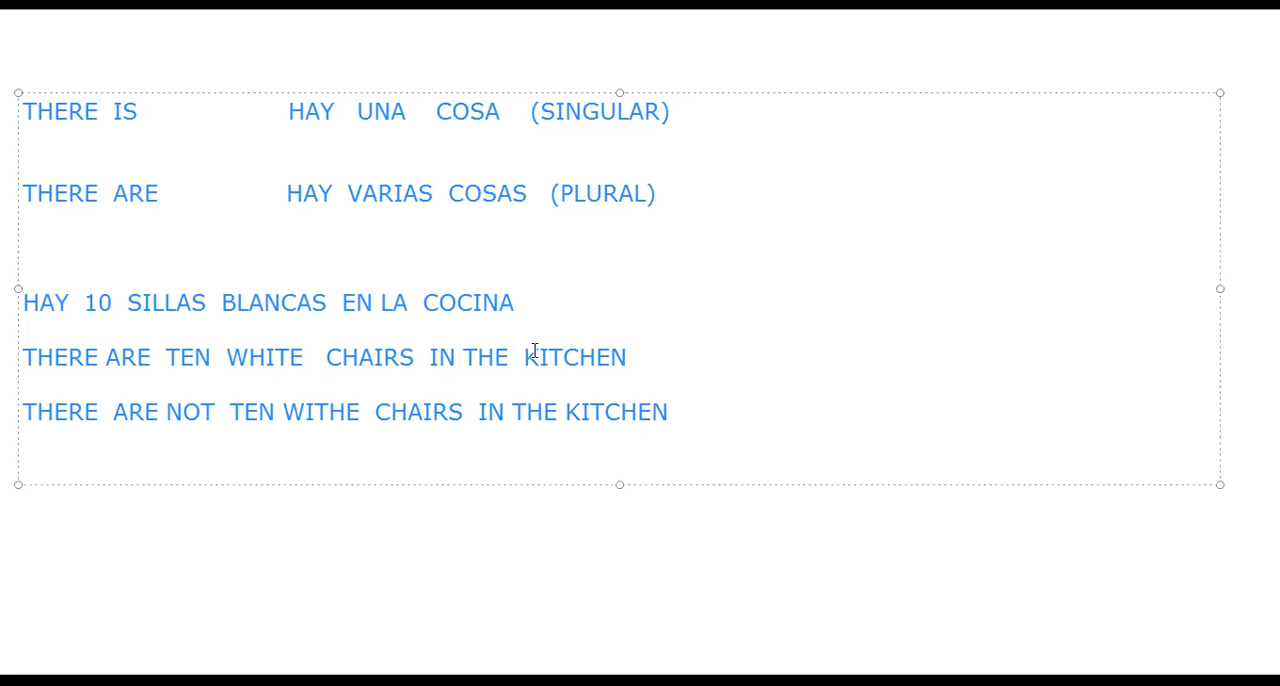 THERE IS HAY UNA COSA (SINGULAR)
THERE ARE HAY VARIAS COSAS (PLURAL)
HAY 10 SILLAS BLANCAS EN LA COCINA
THERE ARE TEN WHITE CHAIRS IN THE KITCHEN
THERE ARE NOT TEN WITHE CHAIRS IN THE KITCHEN